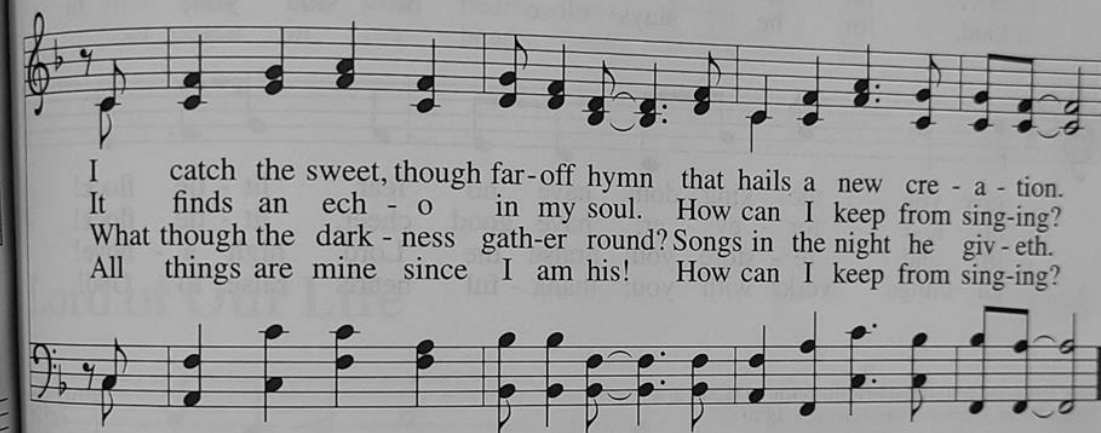 I catch the sweet, though far - off hymn that hails a new cre - a - tion.
It finds an ech - o in my soul. How can I keep from sing - ing?
What though the dark - ness gath - er round? Songs in the night he giv - eth.
All things are mine since I am his! How can I keep from sing - ing?